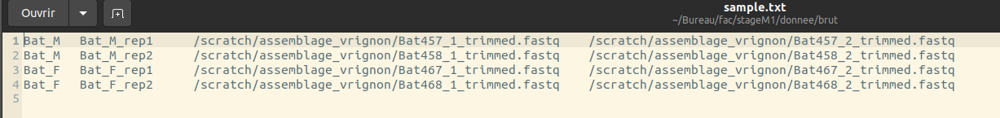 Ouvrir
sample.txt
~/Bureau/fac/stageM1/donnee/brut
1 Bat_M Bat_M_rep1 /scratch/assemblage_vrignon/Bat457_1_trimmed.fastq /scratch/assemblage_vrignon/Bat457_2_trimmed.fastq
2 Bat_M Bat_M_rep2 /scratch/assemblage_vrignon/Bat458_1_trimmed.fastq /scratch/assemblage_vrignon/Bat458_2_trimmed.fastq
3 Bat_F Bat_F_rep1 /scratch/assemblage_vrignon/Bat467_1_trimmed.fastq /scratch/assemblage_vrignon/Bat467_2_trimmed.fastq
4 Bat_F Bat_F_rep2 /scratch/assemblage_vrignon/Bat468_1_trimmed.fastq /scratch/assemblage_vrignon/Bat468_2_trimmed.fastq
5